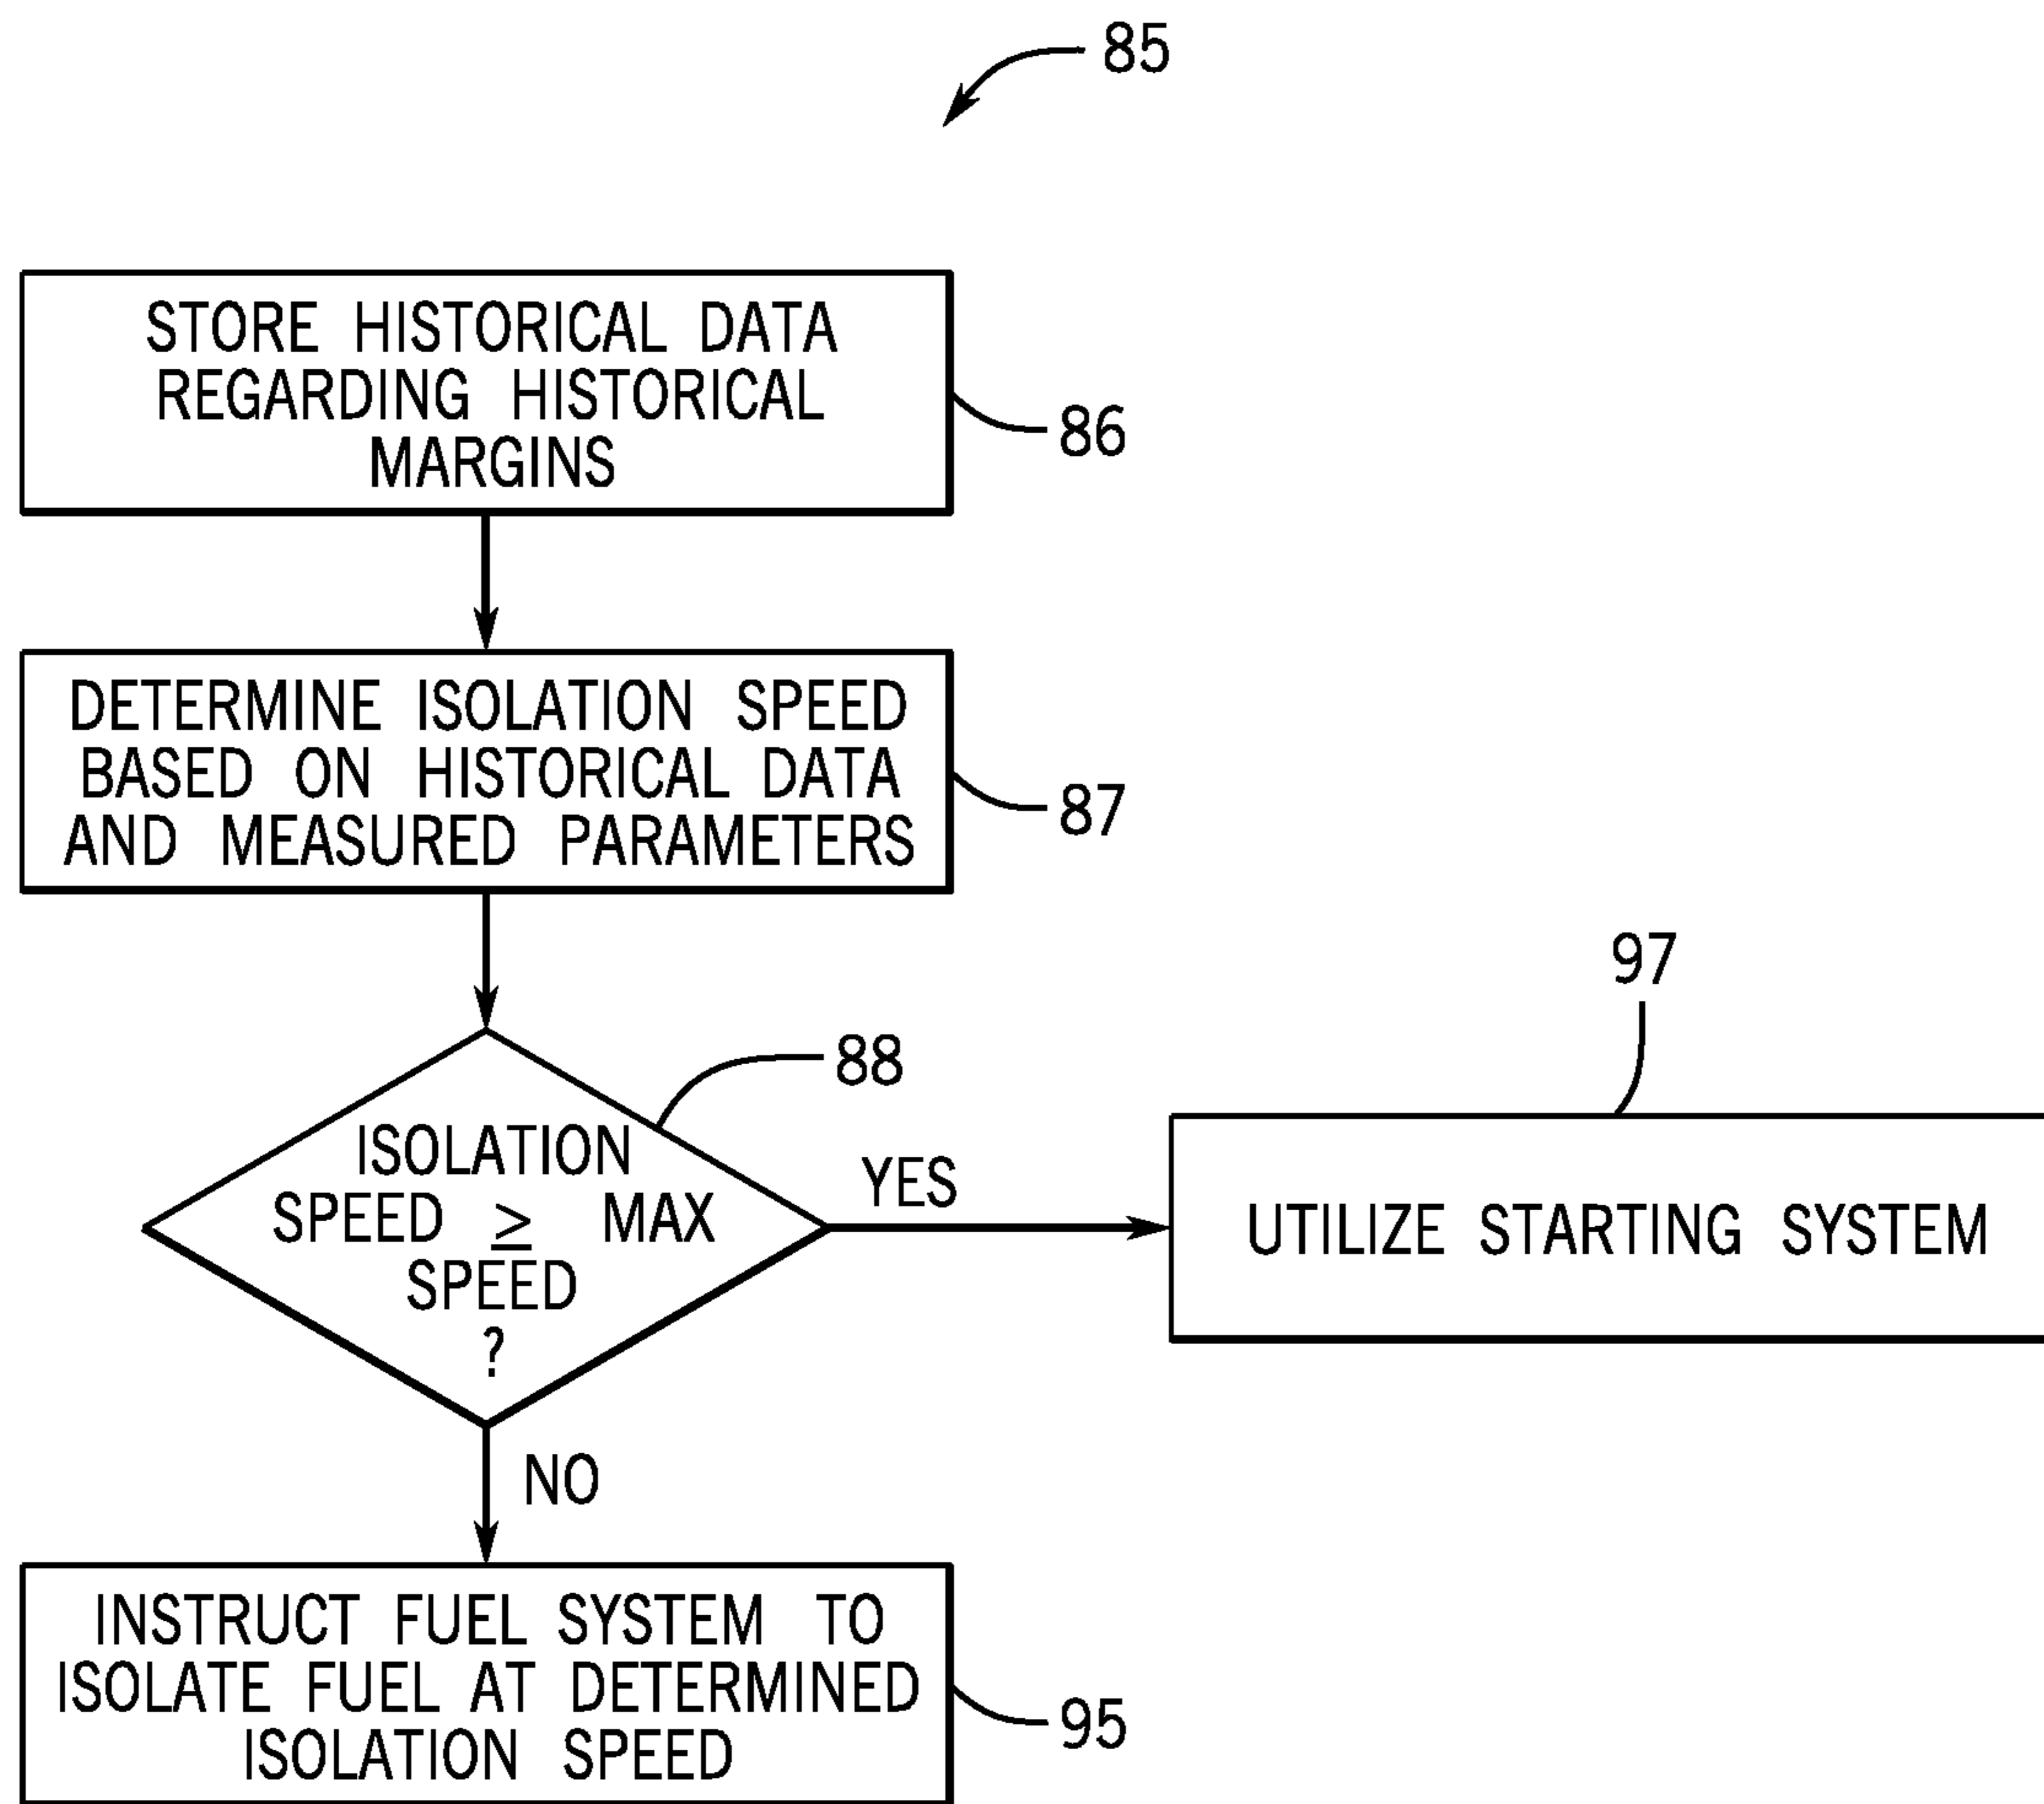 85
STORE HISTORICAL DATA
REGARDING HISTORICAL
MARGINS
86
DETERMINE ISOLATION SPEED
BASED ON HISTORICAL DATA
AND MEASURED PARAMETERS
87
88
ISOLATION
SPEED ≥ MAX
SPEED
?
YES
97
UTILIZE STARTING SYSTEM
NO
INSTRUCT FUEL SYSTEM TO
ISOLATE FUEL AT DETERMINED
ISOLATION SPEED
95